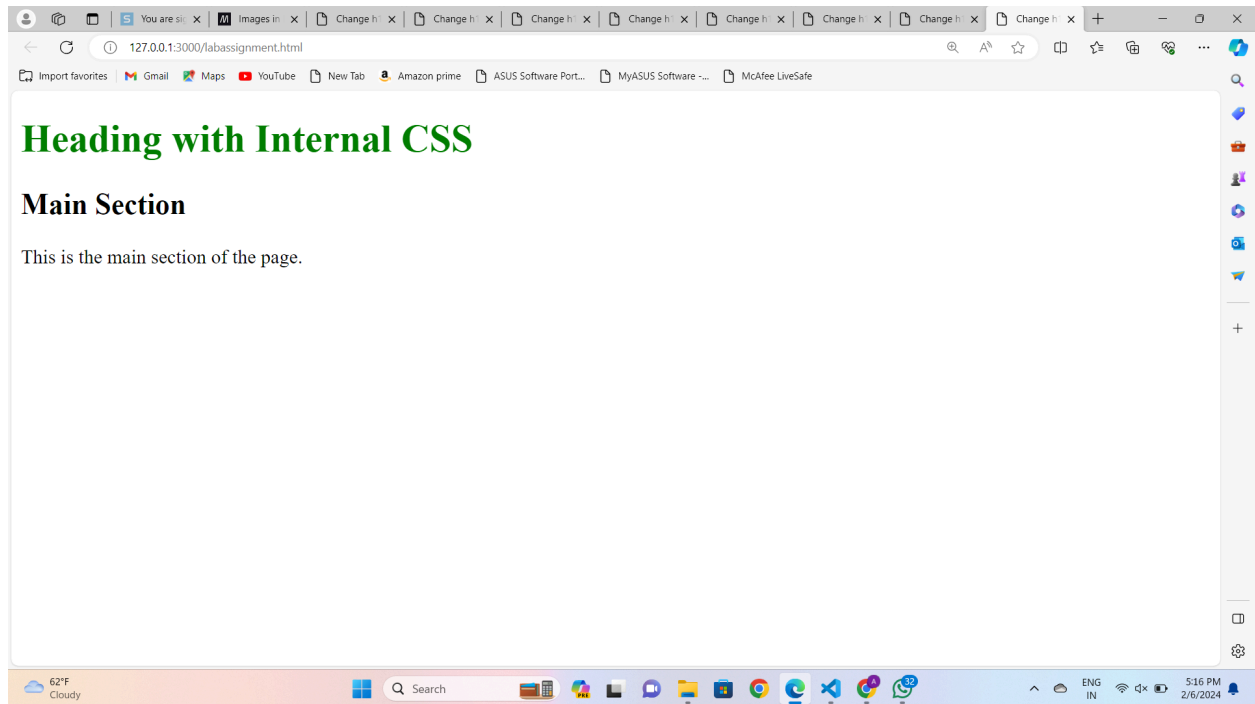 You are sig
Images in
Change h
Change h
Change h
Change h
Change h
Change h
Change h
Change h
127.0.0.1:3000/labassignment.html
Import favorites
Gmail
Maps
YouTube
New Tab
Amazon prime
ASUS Software Port...
MyASUS Software -...
McAfee LiveSafe
Heading with Internal CSS
Main Section
This is the main section of the page.
62°F
Cloudy
Search
PRE
32
ENG
IN
5:16 PM
2/6/2024